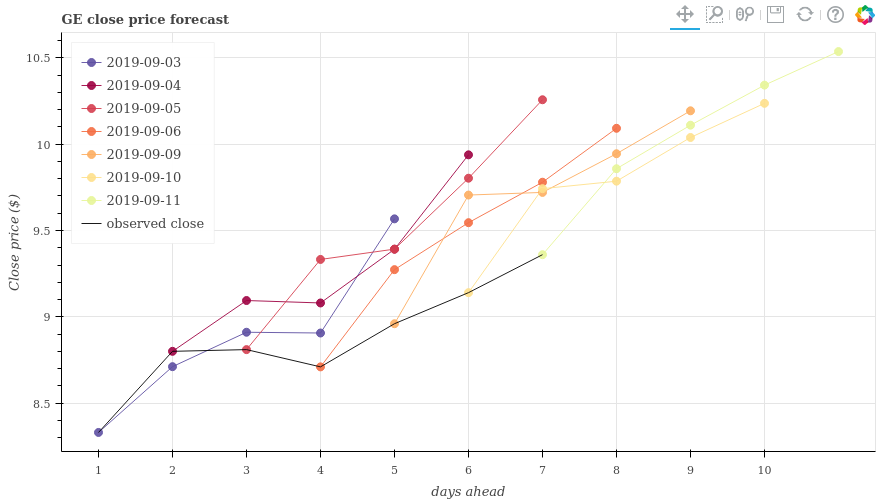 GE close price forecast
10.5
10
9.5
9
8.5
Close price ($)
2019-09-03
2019-09-04
2019-09-05
2019-09-06
2019-09-09
2019-09-10
2019-09-11
observed close
1 2 3 4 5 6 7 8 9 10
days ahead